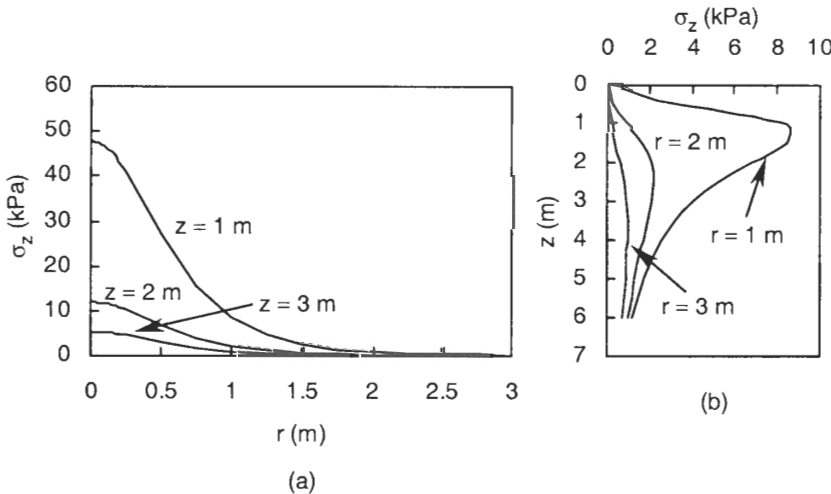 60
50
40
30
20
10
0
σz (kPa)
z = 1 m
z = 2 m
z = 3 m
0 0.5 1 1.5 2 2.5 3
r (m)
(a)
σz (kPa)
0 2 4 6 8 10
0
1
2
3
4
5
6
7
z (m)
r = 2 m
r = 1 m
r = 3 m
(b)